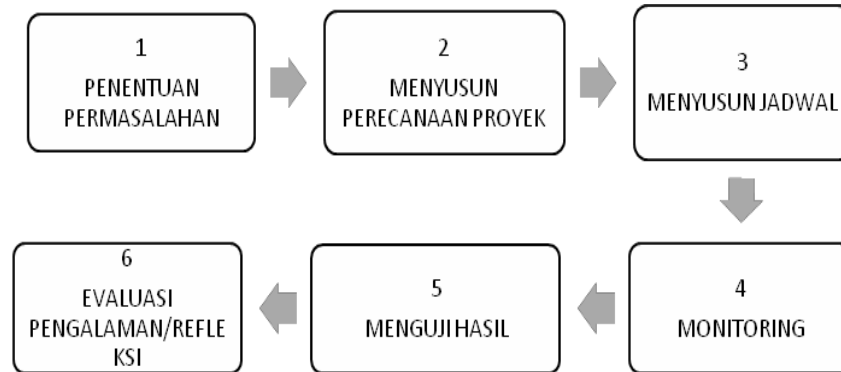 1
PENENTUAN
PERMASALAHAN
2
MENYUSUN
PERECANAAN PROYEK
3
MENYUSUN JADWAL
4
MONITORING
5
MENGUJI HASIL
6
EVALUASI
PENGALAMAN/REFLE
KSI